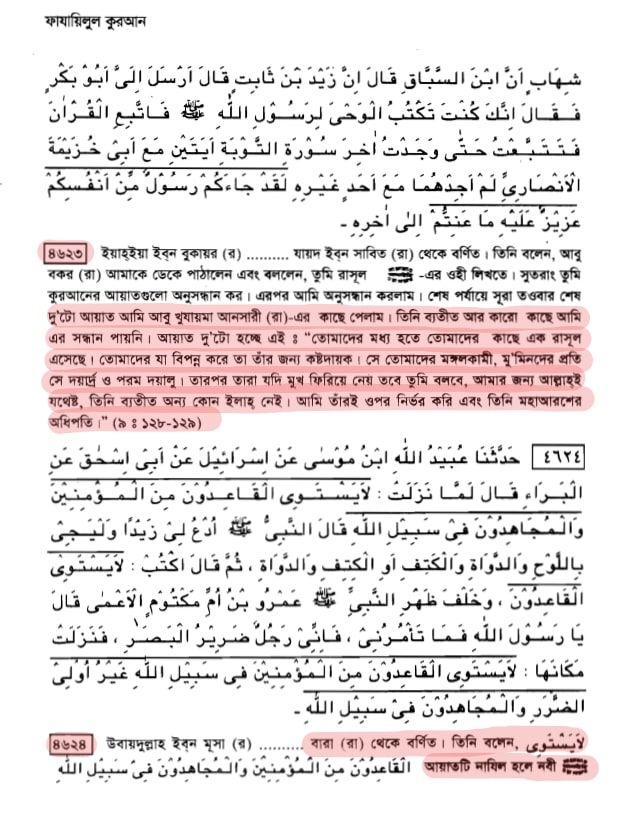 ফাযায়িলুল কুরআন
شِهَابٍ اَنَّ ابْنَ السَّبَّاقِ قَالَ اِنَّ زَيْدَ بْنَ ثَابِتٍ قَالَ اَرْسَلَ اِلَىَّ اَبُوْ بَكْرٍ
فَقَالَ اِنَّكَ كُنْتَ تَكْتُبُ الْوَحْىَ لِرَسُوْلِ اللّٰهِ ﷺ فَاتَّبِعِ الْقُرْاٰنَ
فَتَتَبَّعْتُ حَتّٰى وَجَدْتُ اٰخِرَ سُوْرَةِ التَّوْبَةِ اٰيَتَيْنِ مَعَ اَبِىْ خُزَيْمَةَ
الْاَنْصَارِىِّ لَمْ اَجِدْهُمَا مَعَ اَحَدٍ غَيْرِهِ لَقَدْ جَاءَكُمْ رَسُوْلٌ مِّنْ اَنْفُسِكُمْ
عَزِيْزٌ عَلَيْهِ مَا عَنِتُّمْ اِلٰى اٰخِرِهِ -
৪৬২৩ ইয়াহ্ইয়া ইব্ন বুকায়র (র) .......... যায়দ ইব্ন সাবিত (রা) থেকে বর্ণিত। তিনি বলেন, আবূ
বকর (রা) আমাকে ডেকে পাঠালেন এবং বললেন, তুমি রাসূল ﷺ -এর ওহী লিখতে। সুতরাং তুমি
কুরআনের আয়াতগুলো অনুসন্ধান কর। এরপর আমি অনুসন্ধান করলাম। শেষ পর্যায়ে সূরা তওবার শেষ
দু'টো আয়াত আমি আবূ খুযায়মা আনসারী (রা)-এর কাছে পেলাম। তিনি ব্যতীত আর কারো কাছে আমি
এর সন্ধান পায়নি। আয়াত দু'টো হচ্ছে এই ঃ “তোমাদের মধ্য হতে তোমাদের কাছে এক রাসূল
এসেছে। তোমাদের যা বিপন্ন করে তা তাঁর জন্য কষ্টদায়ক। সে তোমাদের মঙ্গলকামী, মু'মিনদের প্রতি
সে দয়ার্দ্র ও পরম দয়ালু। তারপর তারা যদি মুখ ফিরিয়ে নেয় তবে তুমি বলবে, আমার জন্য আল্লাহ্ই
যথেষ্ট, তিনি ব্যতীত অন্য কোন ইলাহ্ নেই। আমি তাঁরই ওপর নির্ভর করি এবং তিনি মহাআরশের
অধিপতি।” (৯ ঃ ১২৮-১২৯)
٤٦٢٤ حَدَّثَنَا عُبَيْدُ اللّٰهِ ابْنُ مُوْسٰى عَنْ اِسْرَائِيْلَ عَنْ اَبِى اِسْحٰقَ عَنِ
الْبَرَاءِ قَالَ لَمَّا نَزَلَتْ : لَايَسْتَوِى الْقَاعِدُوْنَ مِنَ الْمُؤْمِنِيْنَ
وَالْمُجَاهِدُوْنَ فِىْ سَبِيْلِ اللّٰهِ قَالَ النَّبِىُّ ﷺ اُدْعُ لِىْ زَيْدًا وَلْيَجِىْ
بِاللَّوْحِ وَالدَّوَاةِ وَالْكَتِفِ اَوِ الْكَتِفِ وَالدَّوَاةِ ، ثُمَّ قَالَ اكْتُبْ : لَايَسْتَوِىْ
الْقَاعِدُوْنَ ، وَخَلْفَ ظَهْرِ النَّبِىِّ ﷺ عَمْرُو بْنُ اُمِّ مَكْتُوْمٍ الْاَعْمٰى قَالَ
يَا رَسُوْلَ اللّٰهِ فَمَا تَأْمُرُنِىْ ، فَاِنِّىْ رَجُلٌ ضَرِيْرُ الْبَصَرِ ، فَنَزَلَتْ
مَكَانَهَا : لَايَسْتَوِى الْقَاعِدُوْنَ مِنَ الْمُؤْمِنِيْنَ فِى سَبِيْلِ اللّٰهِ غَيْرُ اُولِىْ
الضَّرَرِ وَالْمُجَاهِدُوْنَ فِىْ سَبِيْلِ اللّٰهِ -
৪৬২৪ উবায়দুল্লাহ ইব্ন মূসা (র) .......... বারা (রা) থেকে বর্ণিত। তিনি বলেন, لَايَسْتَوِى
الْقَاعِدُوْنَ مِنَ الْمُؤْمِنِيْنَ وَالْمُجَاهِدُوْنَ فِىْ سَبِيْلِ اللّٰهِ আয়াতটি নাযিল হলে নবী ﷺ